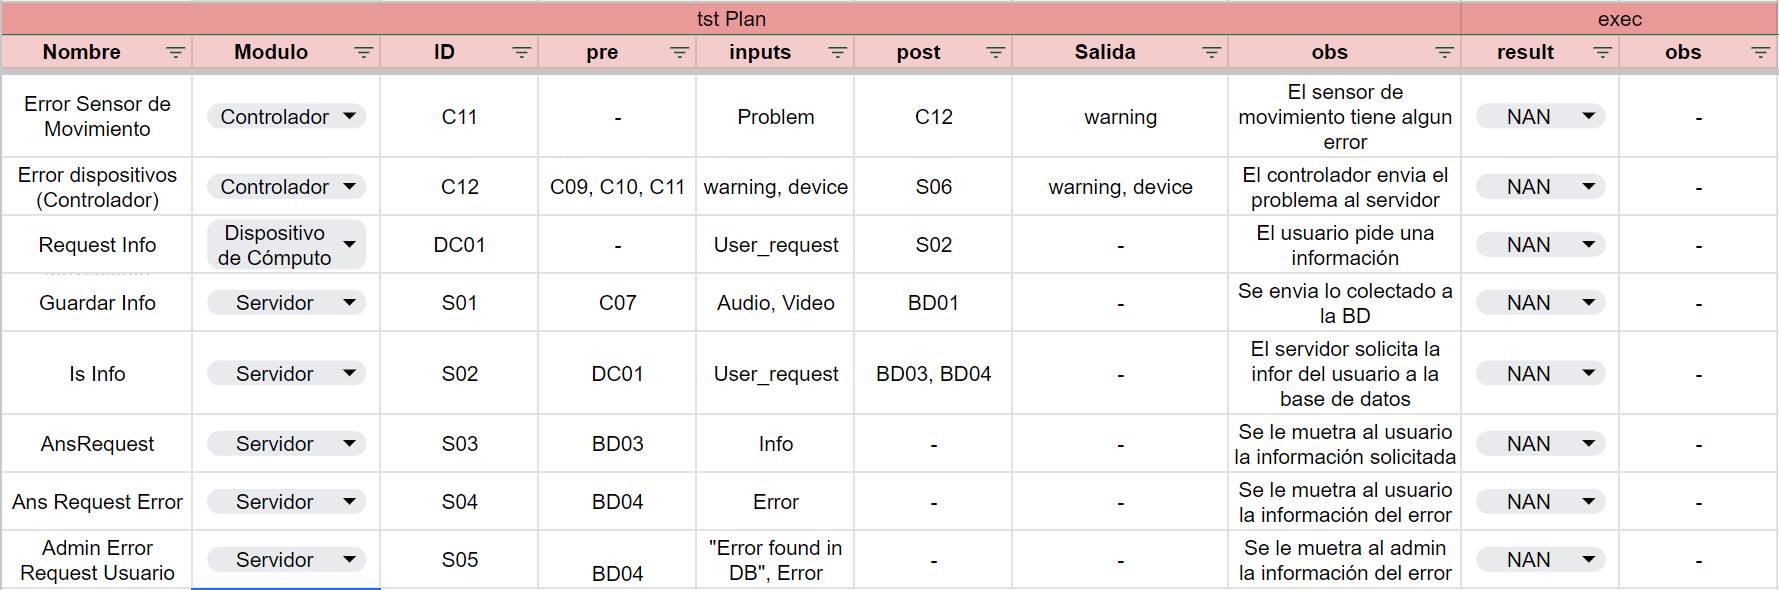 tst Plan exec
Nombre Modulo ID pre inputs post Salida obs result obs
Error Sensor de
Movimiento
Controlador
C11
-
Problem
C12
warning
El sensor de
movimiento tiene algun
error
NAN
-
Error dispositivos
(Controlador)
Controlador
C12
C09, C10, C11
warning, device
S06
warning, device
El controlador envia el
problema al servidor
NAN
-
Request Info
Dispositivo
de Cómputo
DC01
-
User_request
S02
-
El usuario pide una
información
NAN
-
Guardar Info
Servidor
S01
C07
Audio, Video
BD01
-
Se envia lo colectado a
la BD
NAN
-
Is Info
Servidor
S02
DC01
User_request
BD03, BD04
-
El servidor solicita la
infor del usuario a la
base de datos
NAN
-
AnsRequest
Servidor
S03
BD03
Info
-
-
Se le muetra al usuario
la información solicitada
NAN
-
Ans Request Error
Servidor
S04
BD04
Error
-
-
Se le muetra al usuario
la información del error
NAN
-
Admin Error
Request Usuario
Servidor
S05
BD04
"Error found in
DB", Error
-
-
Se le muetra al admin
la información del error
NAN
-